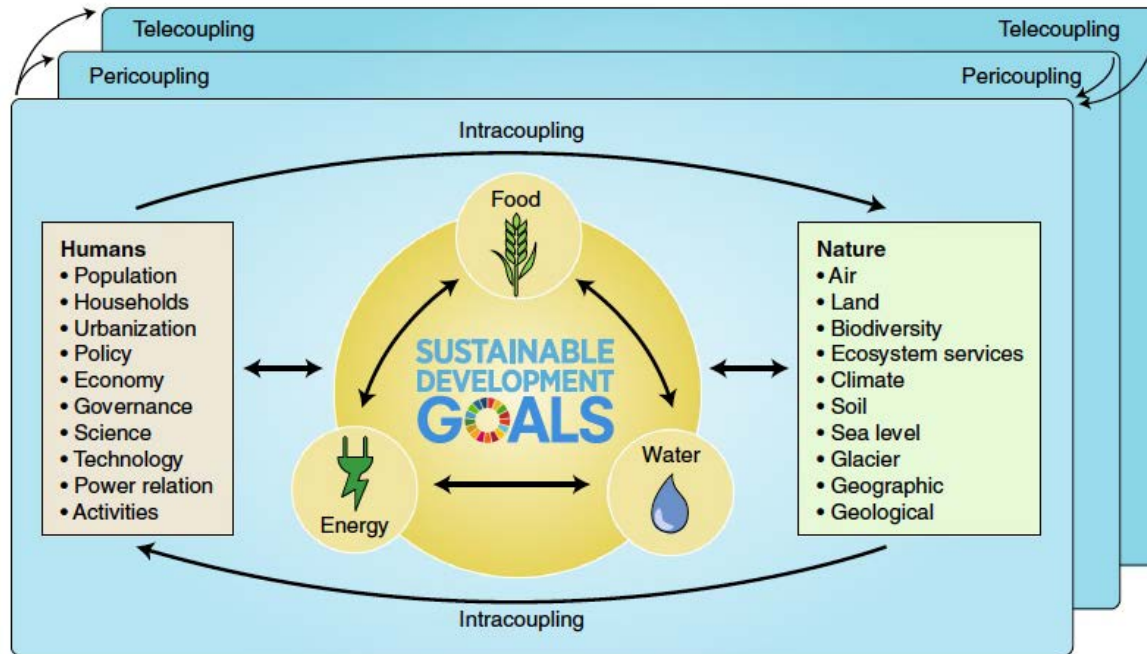 Telecoupling
Telecoupling
Pericoupling
Pericoupling
Intracoupling
Food
Humans
• Population
• Households
• Urbanization
• Policy
• Economy
• Governance
• Science
• Technology
• Power relation
• Activities
SUSTAINABLE
DEVELOPMENT
GOALS
Energy
Water
Nature
• Air
• Land
• Biodiversity
• Ecosystem services
• Climate
• Soil
• Sea level
• Glacier
• Geographic
• Geological
Intracoupling